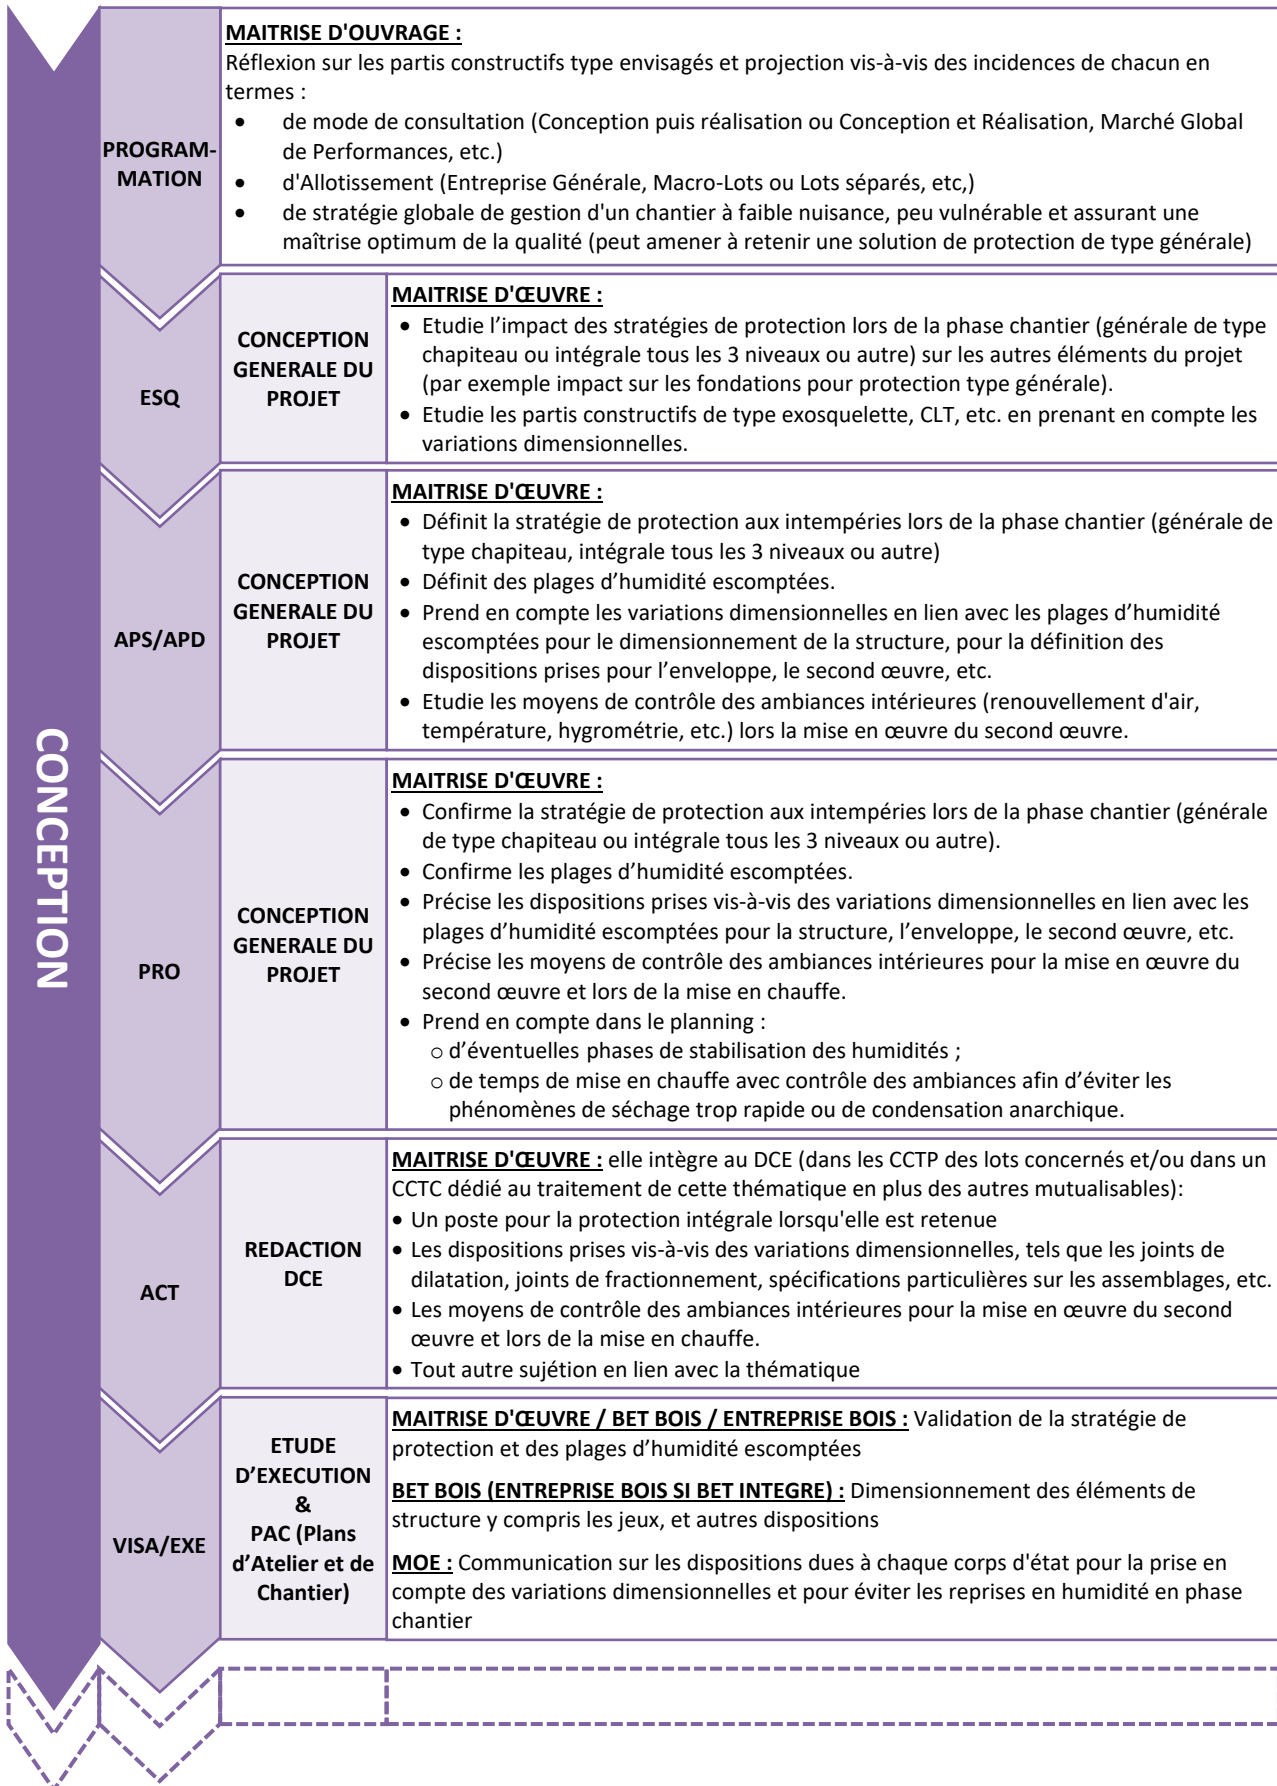 CONCEPTION
PROGRAM-
MATION
MAITRISE D'OUVRAGE :
Réflexion sur les partis constructifs type envisagés et projection vis-à-vis des incidences de chacun en
termes :
• de mode de consultation (Conception puis réalisation ou Conception et Réalisation, Marché Global
de Performances, etc.)
• d'Allotissement (Entreprise Générale, Macro-Lots ou Lots séparés, etc,)
• de stratégie globale de gestion d'un chantier à faible nuisance, peu vulnérable et assurant une
maîtrise optimum de la qualité (peut amener à retenir une solution de protection de type générale)
ESQ
CONCEPTION
GENERALE DU
PROJET
MAITRISE D'ŒUVRE :
• Etudie l’impact des stratégies de protection lors de la phase chantier (générale de type
chapiteau ou intégrale tous les 3 niveaux ou autre) sur les autres éléments du projet
(par exemple impact sur les fondations pour protection type générale).
• Etudie les partis constructifs de type exosquelette, CLT, etc. en prenant en compte les
variations dimensionnelles.
APS/APD
CONCEPTION
GENERALE DU
PROJET
MAITRISE D'ŒUVRE :
• Définit la stratégie de protection aux intempéries lors de la phase chantier (générale de
type chapiteau, intégrale tous les 3 niveaux ou autre)
• Définit des plages d’humidité escomptées.
• Prend en compte les variations dimensionnelles en lien avec les plages d’humidité
escomptées pour le dimensionnement de la structure, pour la définition des
dispositions prises pour l’enveloppe, le second œuvre, etc.
• Etudie les moyens de contrôle des ambiances intérieures (renouvellement d'air,
température, hygrométrie, etc.) lors la mise en œuvre du second œuvre.
PRO
CONCEPTION
GENERALE DU
PROJET
MAITRISE D'ŒUVRE :
• Confirme la stratégie de protection aux intempéries lors de la phase chantier (générale
de type chapiteau ou intégrale tous les 3 niveaux ou autre).
• Confirme les plages d’humidité escomptées.
• Précise les dispositions prises vis-à-vis des variations dimensionnelles en lien avec les
plages d’humidité escomptées pour la structure, l’enveloppe, le second œuvre, etc.
• Précise les moyens de contrôle des ambiances intérieures pour la mise en œuvre du
second œuvre et lors de la mise en chauffe.
• Prend en compte dans le planning :
o d’éventuelles phases de stabilisation des humidités ;
o de temps de mise en chauffe avec contrôle des ambiances afin d’éviter les
phénomènes de séchage trop rapide ou de condensation anarchique.
ACT
REDACTION
DCE
MAITRISE D'ŒUVRE : elle intègre au DCE (dans les CCTP des lots concernés et/ou dans un
CCTC dédié au traitement de cette thématique en plus des autres mutualisables):
• Un poste pour la protection intégrale lorsqu'elle est retenue
• Les dispositions prises vis-à-vis des variations dimensionnelles, tels que les joints de
dilatation, joints de fractionnement, spécifications particulières sur les assemblages, etc.
• Les moyens de contrôle des ambiances intérieures pour la mise en œuvre du second
œuvre et lors de la mise en chauffe.
• Tout autre sujétion en lien avec la thématique
VISA/EXE
ETUDE
D’EXECUTION
&
PAC (Plans
d’Atelier et de
Chantier)
MAITRISE D'ŒUVRE / BET BOIS / ENTREPRISE BOIS : Validation de la stratégie de
protection et des plages d’humidité escomptées
BET BOIS (ENTREPRISE BOIS SI BET INTEGRE) : Dimensionnement des éléments de
structure y compris les jeux, et autres dispositions
MOE : Communication sur les dispositions dues à chaque corps d'état pour la prise en
compte des variations dimensionnelles et pour éviter les reprises en humidité en phase
chantier